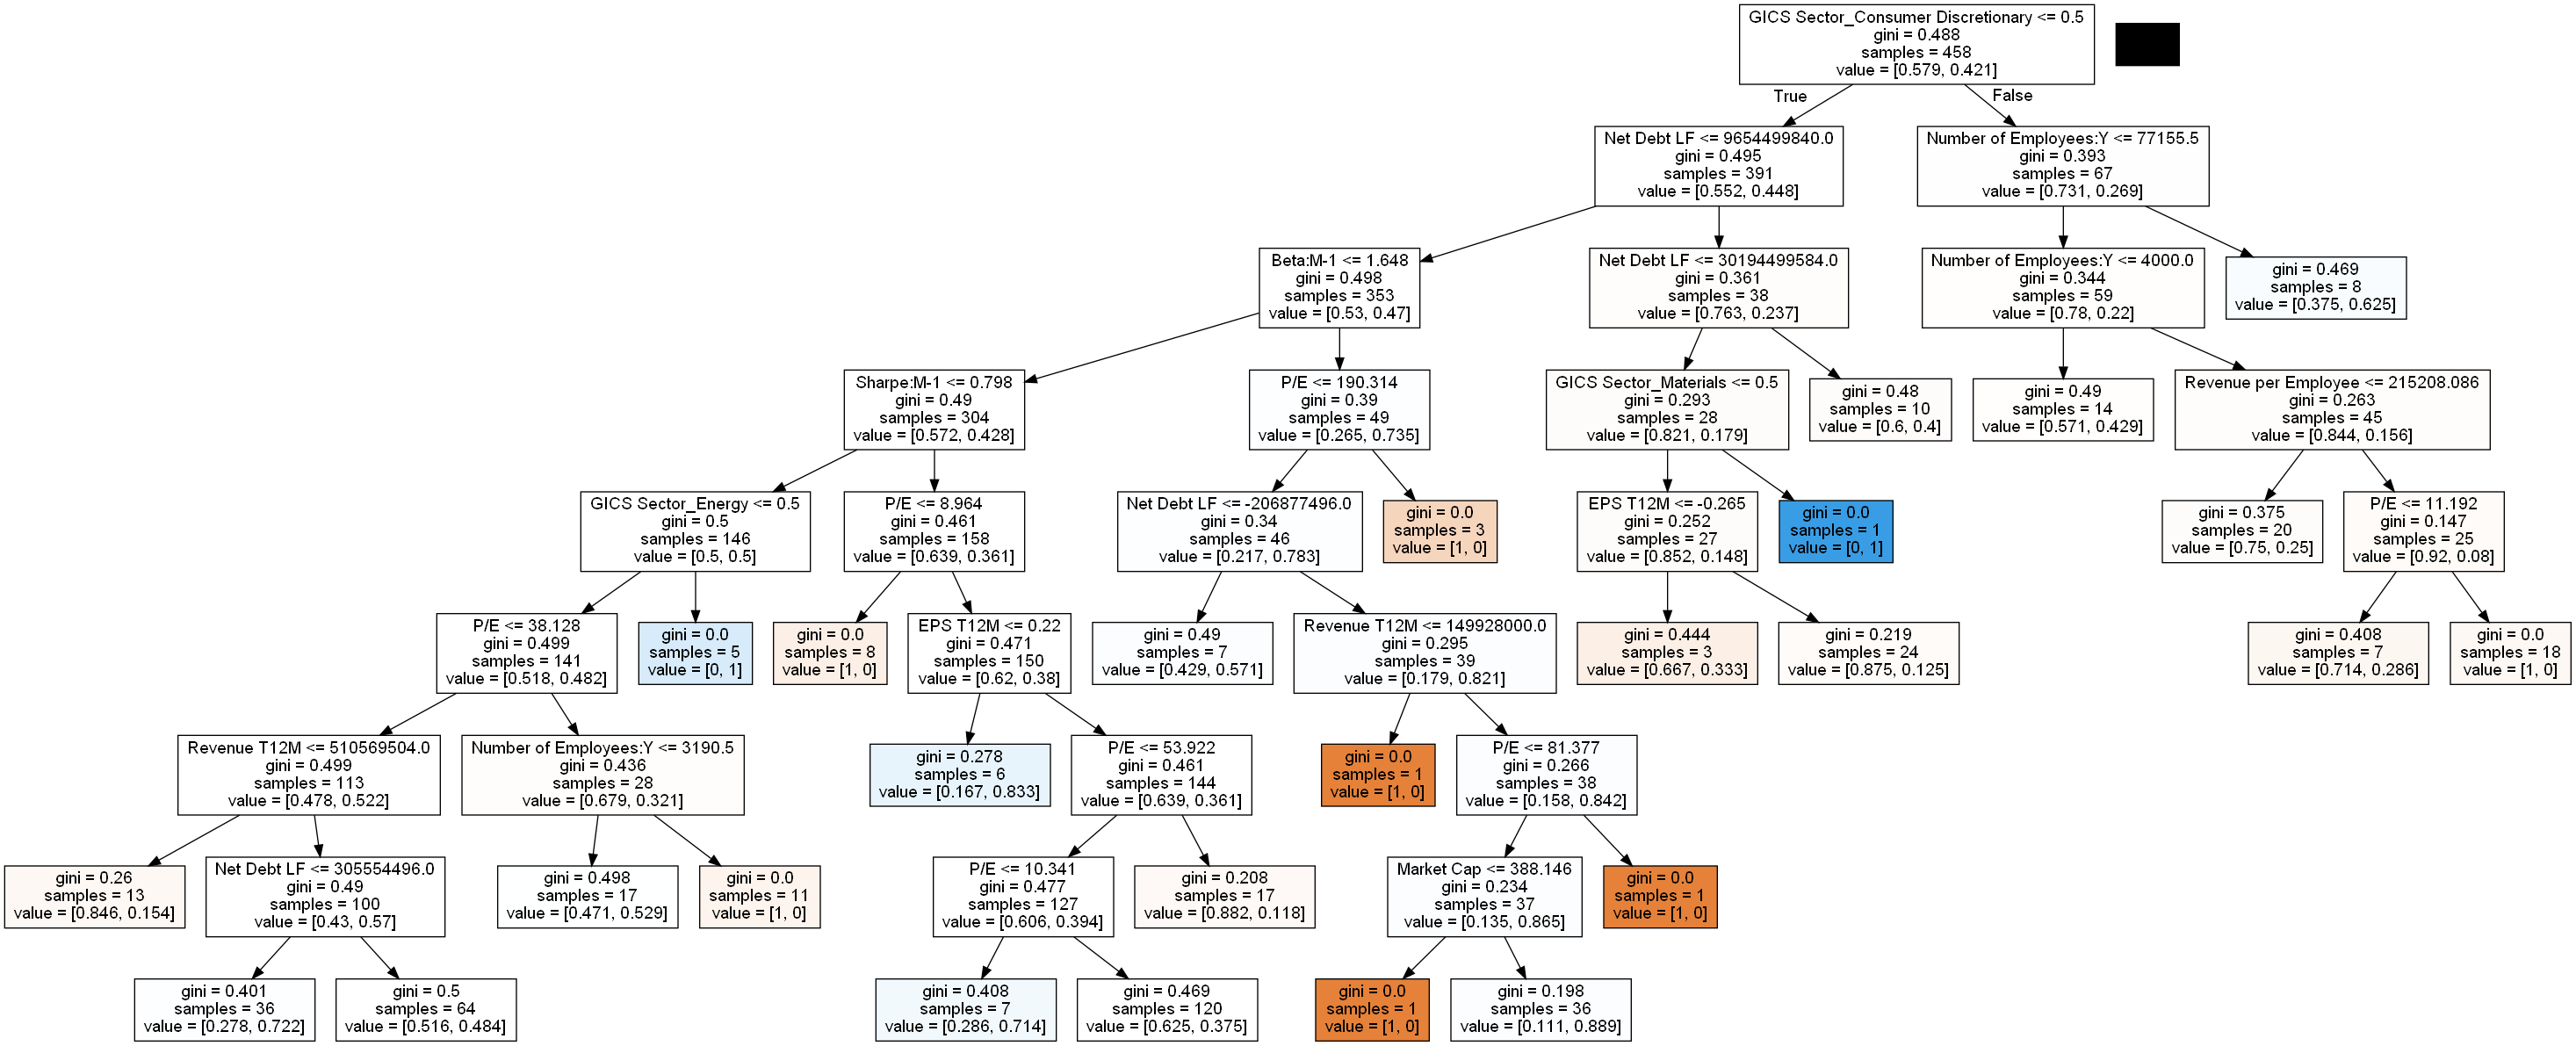 GICS Sector_Consumer Discretionary <= 0.5
gini = 0.488
samples = 458
value = [0.579, 0.421]
True
False
Net Debt LF <= 9654499840.0
gini = 0.495
samples = 391
value = [0.552, 0.448]
Number of Employees:Y <= 77155.5
gini = 0.393
samples = 67
value = [0.731, 0.269]
Beta:M-1 <= 1.648
gini = 0.498
samples = 353
value = [0.53, 0.47]
Net Debt LF <= 30194499584.0
gini = 0.361
samples = 38
value = [0.763, 0.237]
Number of Employees:Y <= 4000.0
gini = 0.344
samples = 59
value = [0.78, 0.22]
gini = 0.469
samples = 8
value = [0.375, 0.625]
Sharpe:M-1 <= 0.798
gini = 0.49
samples = 304
value = [0.572, 0.428]
P/E <= 190.314
gini = 0.39
samples = 49
value = [0.265, 0.735]
GICS Sector_Materials <= 0.5
gini = 0.293
samples = 28
value = [0.821, 0.179]
gini = 0.48
samples = 10
value = [0.6, 0.4]
gini = 0.49
samples = 14
value = [0.571, 0.429]
Revenue per Employee <= 215208.086
gini = 0.263
samples = 45
value = [0.844, 0.156]
GICS Sector_Energy <= 0.5
gini = 0.5
samples = 146
value = [0.5, 0.5]
P/E <= 8.964
gini = 0.461
samples = 158
value = [0.639, 0.361]
Net Debt LF <= -206877496.0
gini = 0.34
samples = 46
value = [0.217, 0.783]
gini = 0.0
samples = 3
value = [1, 0]
EPS T12M <= -0.265
gini = 0.252
samples = 27
value = [0.852, 0.148]
gini = 0.0
samples = 1
value = [0, 1]
gini = 0.375
samples = 20
value = [0.75, 0.25]
P/E <= 11.192
gini = 0.147
samples = 25
value = [0.92, 0.08]
P/E <= 38.128
gini = 0.499
samples = 141
value = [0.518, 0.482]
gini = 0.0
samples = 5
value = [0, 1]
gini = 0.0
samples = 8
value = [1, 0]
EPS T12M <= 0.22
gini = 0.471
samples = 150
value = [0.62, 0.38]
gini = 0.49
samples = 7
value = [0.429, 0.571]
Revenue T12M <= 149928000.0
gini = 0.295
samples = 39
value = [0.179, 0.821]
gini = 0.444
samples = 3
value = [0.667, 0.333]
gini = 0.219
samples = 24
value = [0.875, 0.125]
gini = 0.408
samples = 7
value = [0.714, 0.286]
gini = 0.0
samples = 18
value = [1, 0]
Revenue T12M <= 510569504.0
gini = 0.499
samples = 113
value = [0.478, 0.522]
Number of Employees:Y <= 3190.5
gini = 0.436
samples = 28
value = [0.679, 0.321]
gini = 0.278
samples = 6
value = [0.167, 0.833]
P/E <= 53.922
gini = 0.461
samples = 144
value = [0.639, 0.361]
gini = 0.0
samples = 1
value = [1, 0]
P/E <= 81.377
gini = 0.266
samples = 38
value = [0.158, 0.842]
gini = 0.26
samples = 13
value = [0.846, 0.154]
Net Debt LF <= 305554496.0
gini = 0.49
samples = 100
value = [0.43, 0.57]
gini = 0.498
samples = 17
value = [0.471, 0.529]
gini = 0.0
samples = 11
value = [1, 0]
P/E <= 10.341
gini = 0.477
samples = 127
value = [0.606, 0.394]
gini = 0.208
samples = 17
value = [0.882, 0.118]
Market Cap <= 388.146
gini = 0.234
samples = 37
value = [0.135, 0.865]
gini = 0.0
samples = 1
value = [1, 0]
gini = 0.401
samples = 36
value = [0.278, 0.722]
gini = 0.5
samples = 64
value = [0.516, 0.484]
gini = 0.408
samples = 7
value = [0.286, 0.714]
gini = 0.469
samples = 120
value = [0.625, 0.375]
gini = 0.0
samples = 1
value = [1, 0]
gini = 0.198
samples = 36
value = [0.111, 0.889]